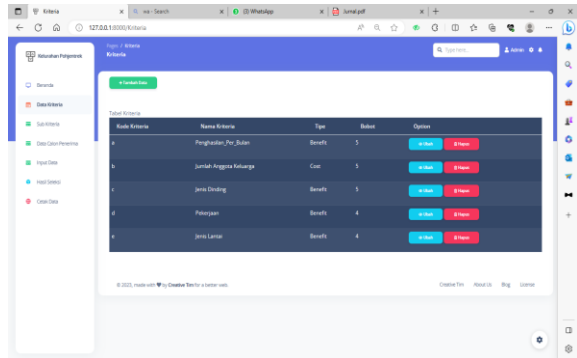 Kriteria
wa - Search
(3) WhatsApp
Jurnal.pdf
127.0.0.1:8000/Kriteria
Kelurahan Poligontrok
Pages / Kriteria
Kriteria
Type here...
Admin
Beranda
Data Kriteria
Sub Kriteria
Data Calon Penerima
Input Data
Hasil Seleksi
Cetak Data
Tambah Data
Tabel Kriteria
Kode Kriteria Nama Kriteria Tipe Bobot Option
a Penghasilan_Per_Bulan Benefit 5 Ubah Hapus
b Jumlah Anggota Keluarga Cost 5 Ubah Hapus
c Jenis Dinding Benefit 5 Ubah Hapus
d Pekerjaan Benefit 4 Ubah Hapus
e Jenis Lantai Benefit 4 Ubah Hapus
© 2023, made with by Creative Tim for a better web.
Creative Tim About Us Blog License